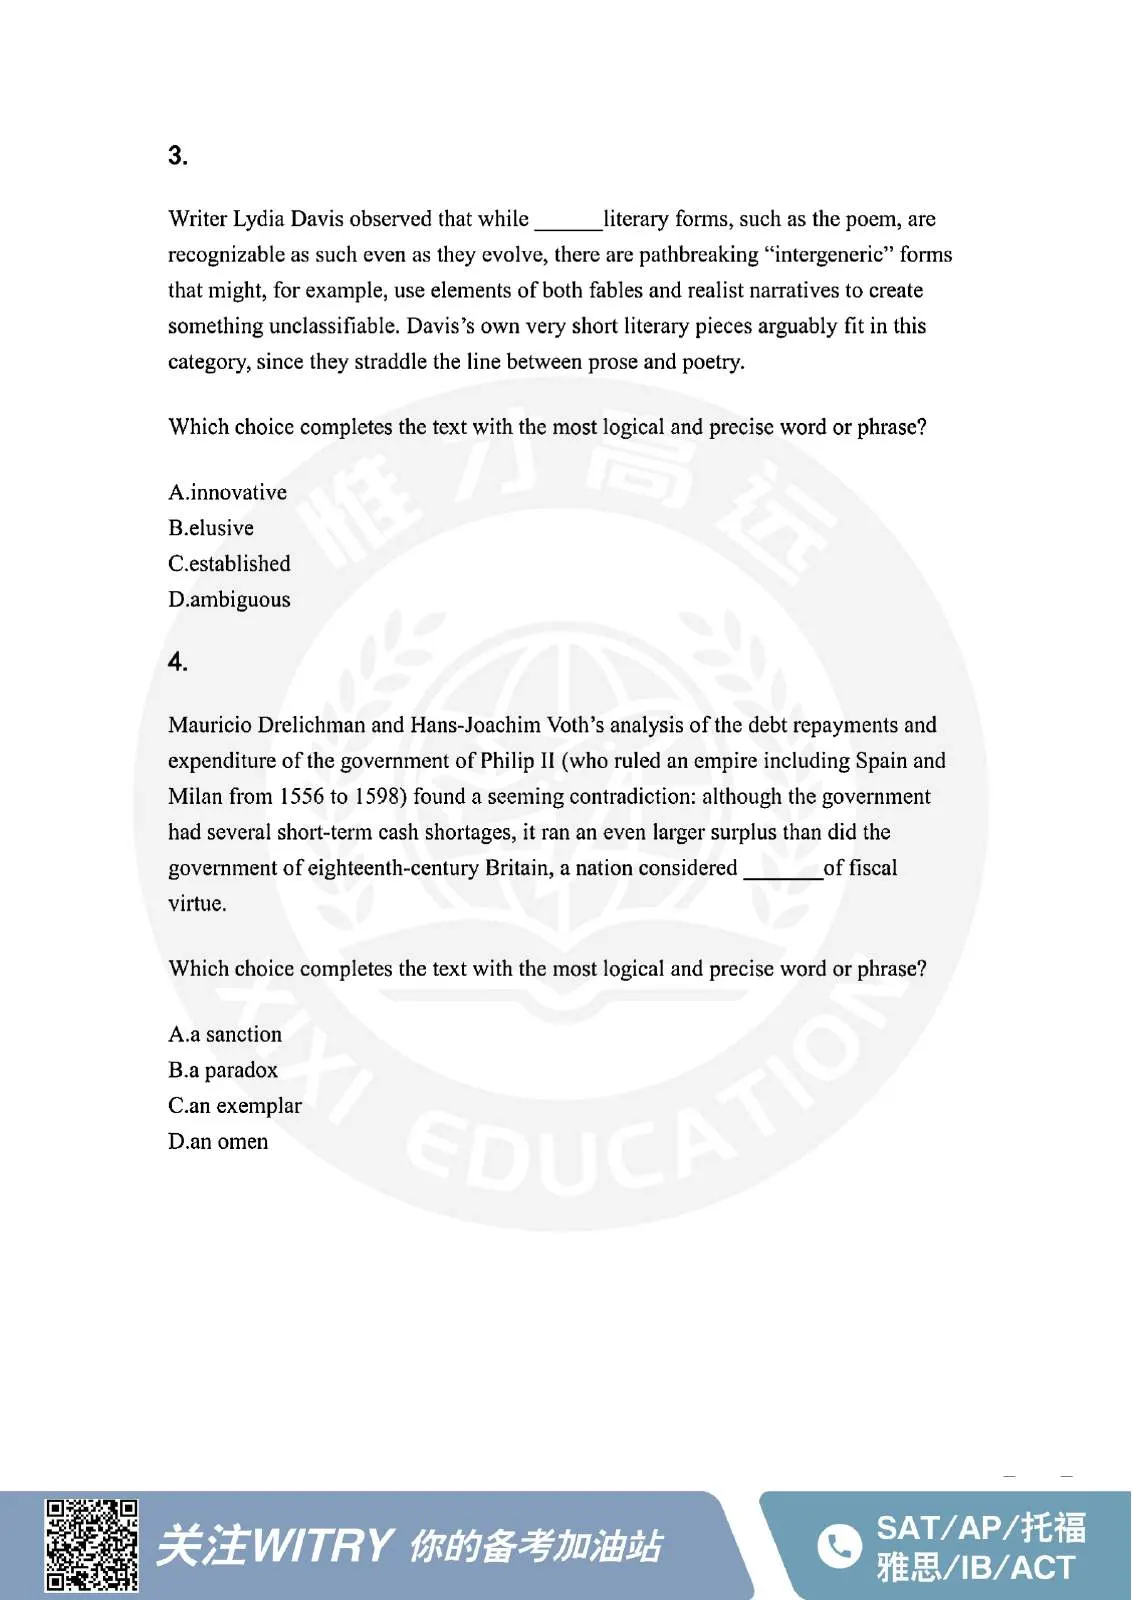 3.
Writer Lydia Davis observed that while ______literary forms, such as the poem, are
recognizable as such even as they evolve, there are pathbreaking “intergeneric” forms
that might, for example, use elements of both fables and realist narratives to create
something unclassifiable. Davis’s own very short literary pieces arguably fit in this
category, since they straddle the line between prose and poetry.
Which choice completes the text with the most logical and precise word or phrase?
A.innovative
B.elusive
C.established
D.ambiguous
4.
Mauricio Drelichman and Hans-Joachim Voth’s analysis of the debt repayments and
expenditure of the government of Philip II (who ruled an empire including Spain and
Milan from 1556 to 1598) found a seeming contradiction: although the government
had several short-term cash shortages, it ran an even larger surplus than did the
government of eighteenth-century Britain, a nation considered _______of fiscal
virtue.
Which choice completes the text with the most logical and precise word or phrase?
A.a sanction
B.a paradox
C.an exemplar
D.an omen
惟才高远
XIXI EDUCATION
关注WITRY 你的备考加油站
SAT/AP/托福
雅思/IB/ACT